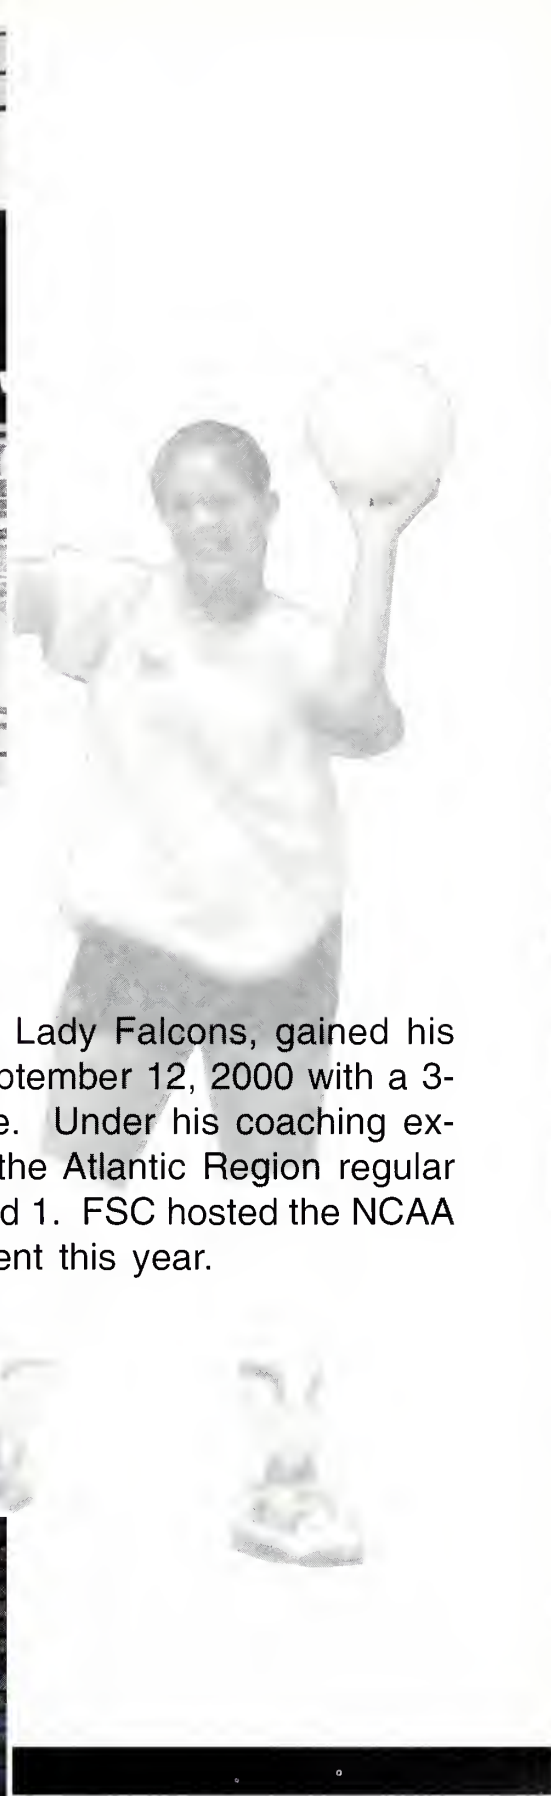 Lady Falcons, gained his
ptember 12, 2000 with a 3-
e. Under his coaching ex-
the Atlantic Region regular
d 1. FSC hosted the NCAA
ent this year.